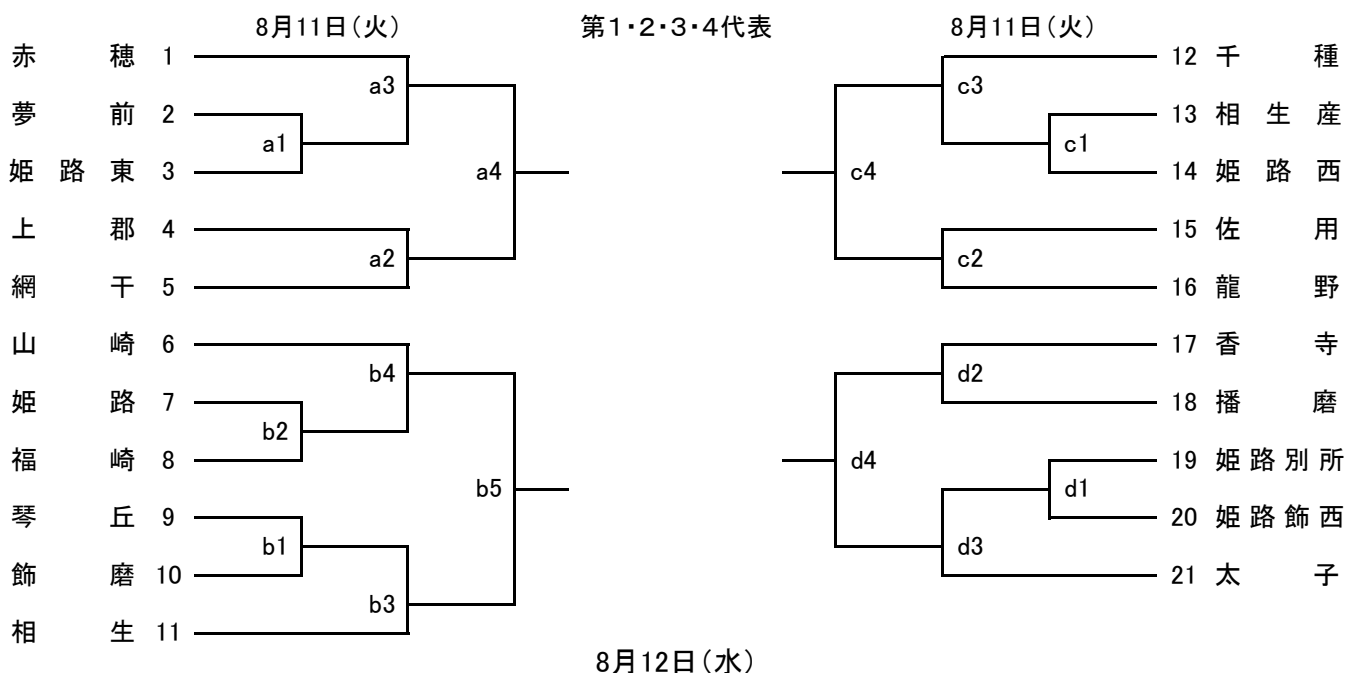 8月11日(火) 第1・2・3・4代表 8月11日(火)
赤穂 1
a3
夢前 2
a1
姫路東 3
a4
上郡 4
a2
網干 5
山崎 6
b4
姫路 7
b2
福崎 8
b5
琴丘 9
b1
飾磨 10
b3
相生 11
12 千種
c3
13 相生産
c1
14 姫路西
c4
15 佐用
c2
16 龍野
17 香寺
d2
18 播磨
19 姫路別所
d4
d1
20 姫路飾西
d3
21 太子
8月12日(水)